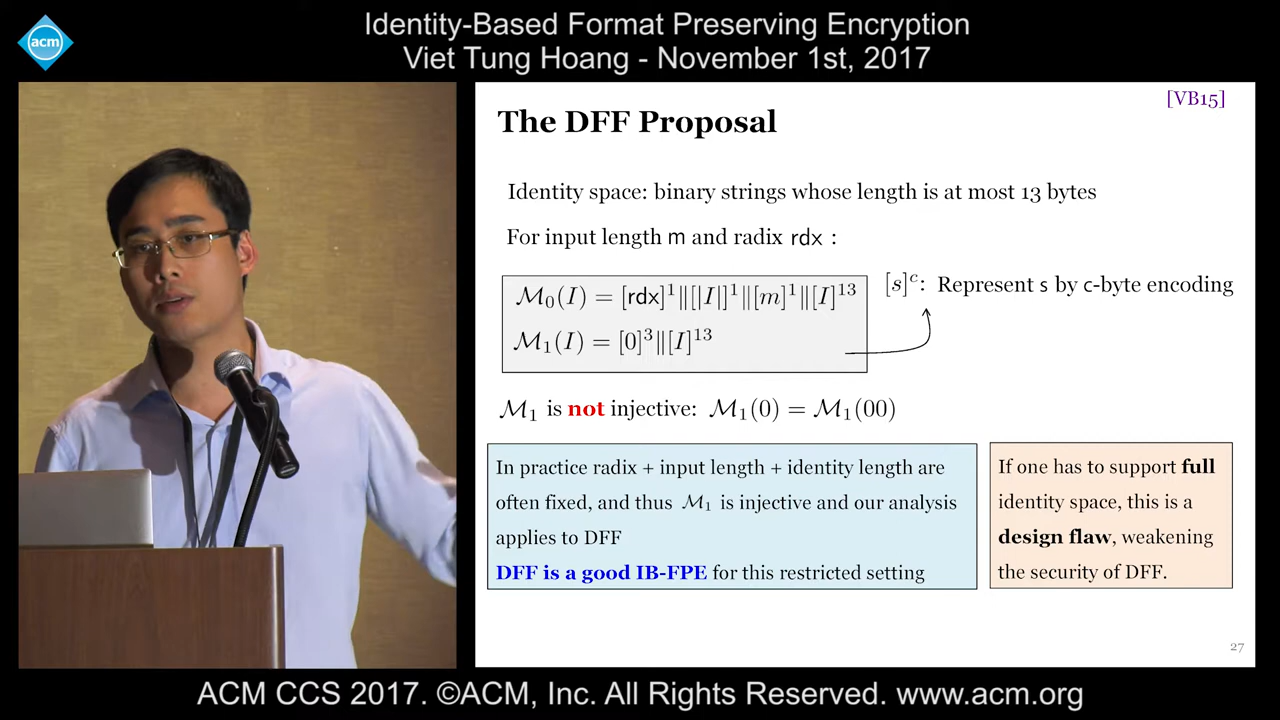 acm
Identity-Based Format Preserving Encryption
Viet Tung Hoang - November 1st, 2017
[VB15]
The DFF Proposal
Identity space: binary strings whose length is at most 13 bytes
For input length m and radix rdx :
ℳ₀(I) = [rdx]¹∥[|I|]¹∥[m]¹∥[I]¹³
ℳ₁(I) = [0]³∥[I]¹³
[s]ᶜ: Represent s by c-byte encoding
ℳ₁ is not injective: ℳ₁(0) = ℳ₁(00)
In practice radix + input length + identity length are
often fixed, and thus ℳ₁ is injective and our analysis
applies to DFF
DFF is a good IB-FPE for this restricted setting
If one has to support full
identity space, this is a
design flaw, weakening
the security of DFF.
27
ACM CCS 2017. ©ACM, Inc. All Rights Reserved. www.acm.org